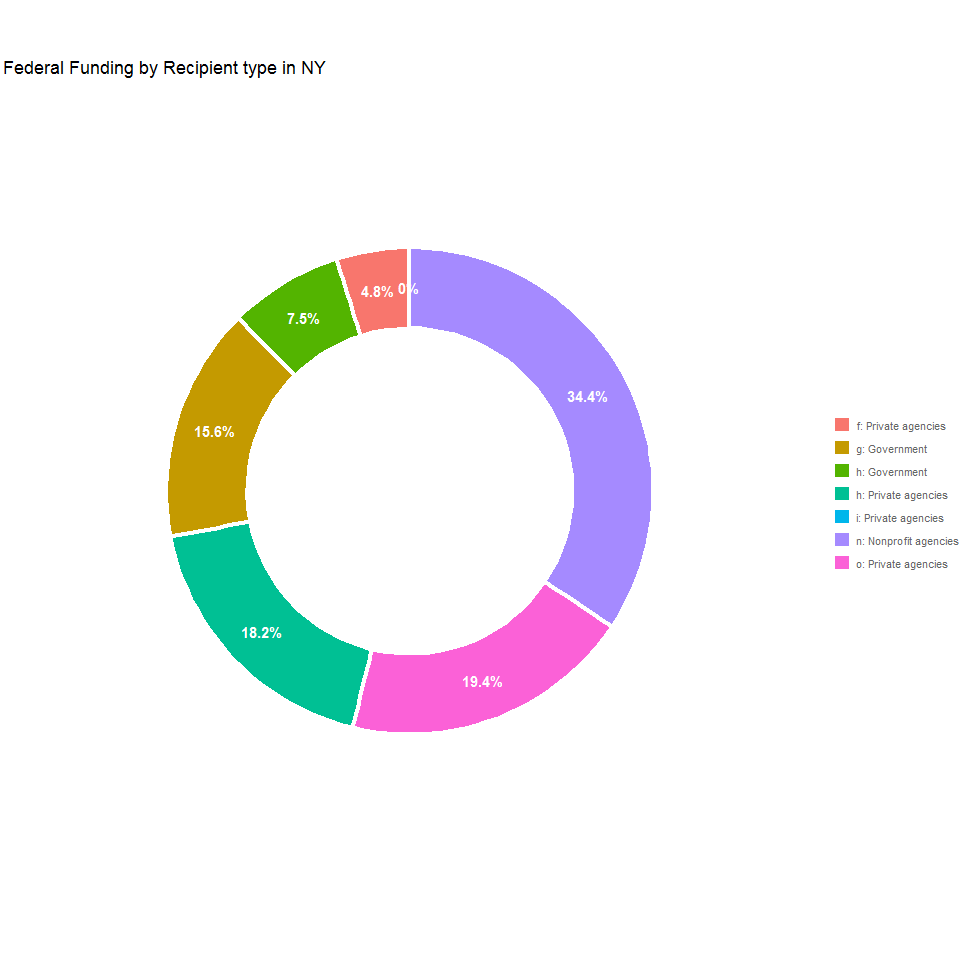 Federal Funding by Recipient type in NY
4.8%
0%
7.5%
34.4%
15.6%
18.2%
19.4%
f: Private agencies
g: Government
h: Government
h: Private agencies
i: Private agencies
n: Nonprofit agencies
o: Private agencies